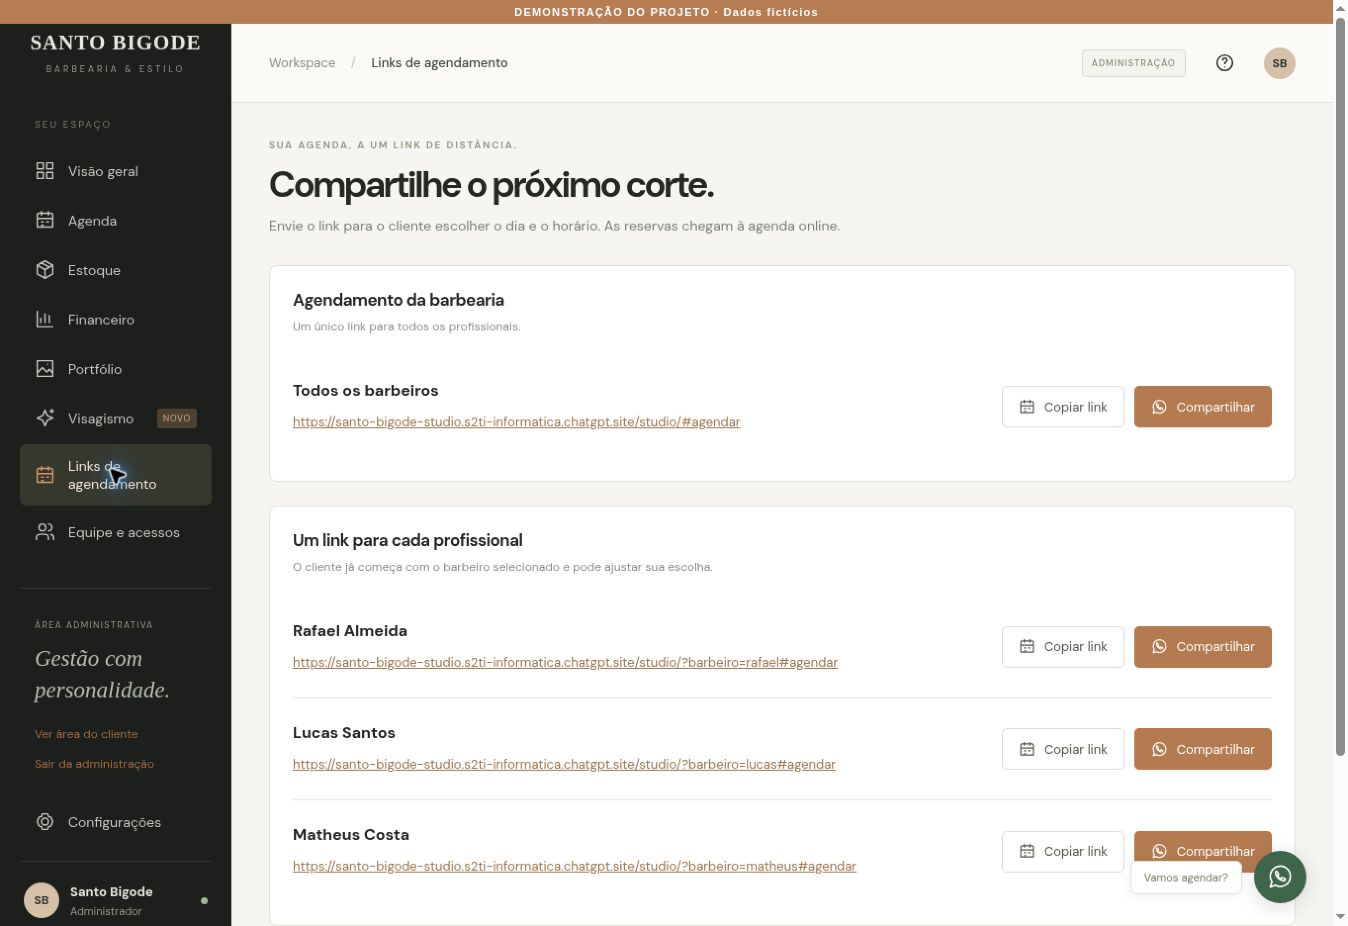 DEMONSTRAÇÃO DO PROJETO · Dados fictícios
SANTO BIGODE
BARBEARIA & ESTILO
SEU ESPAÇO
Visão geral
Agenda
Estoque
Financeiro
Portfólio
Visagismo
NOVO
Links de
agendamento
Equipe e acessos
ÁREA ADMINISTRATIVA
Gestão com
personalidade.
Ver área do cliente
Sair da administração
Configurações
SB
Santo Bigode
Administrador
Workspace / Links de agendamento
ADMINISTRAÇÃO
SB
SUA AGENDA, A UM LINK DE DISTÂNCIA.
Compartilhe o próximo corte.
Envie o link para o cliente escolher o dia e o horário. As reservas chegam à agenda online.
Agendamento da barbearia
Um único link para todos os profissionais.
Todos os barbeiros
https://santo-bigode-studio.s2ti-informatica.chatgpt.site/studio/#agendar
Copiar link
Compartilhar
Um link para cada profissional
O cliente já começa com o barbeiro selecionado e pode ajustar sua escolha.
Rafael Almeida
https://santo-bigode-studio.s2ti-informatica.chatgpt.site/studio/?barbeiro=rafael#agendar
Copiar link
Compartilhar
Lucas Santos
https://santo-bigode-studio.s2ti-informatica.chatgpt.site/studio/?barbeiro=lucas#agendar
Copiar link
Compartilhar
Matheus Costa
https://santo-bigode-studio.s2ti-informatica.chatgpt.site/studio/?barbeiro=matheus#agendar
Copiar link
Compartilhar
Vamos agendar?